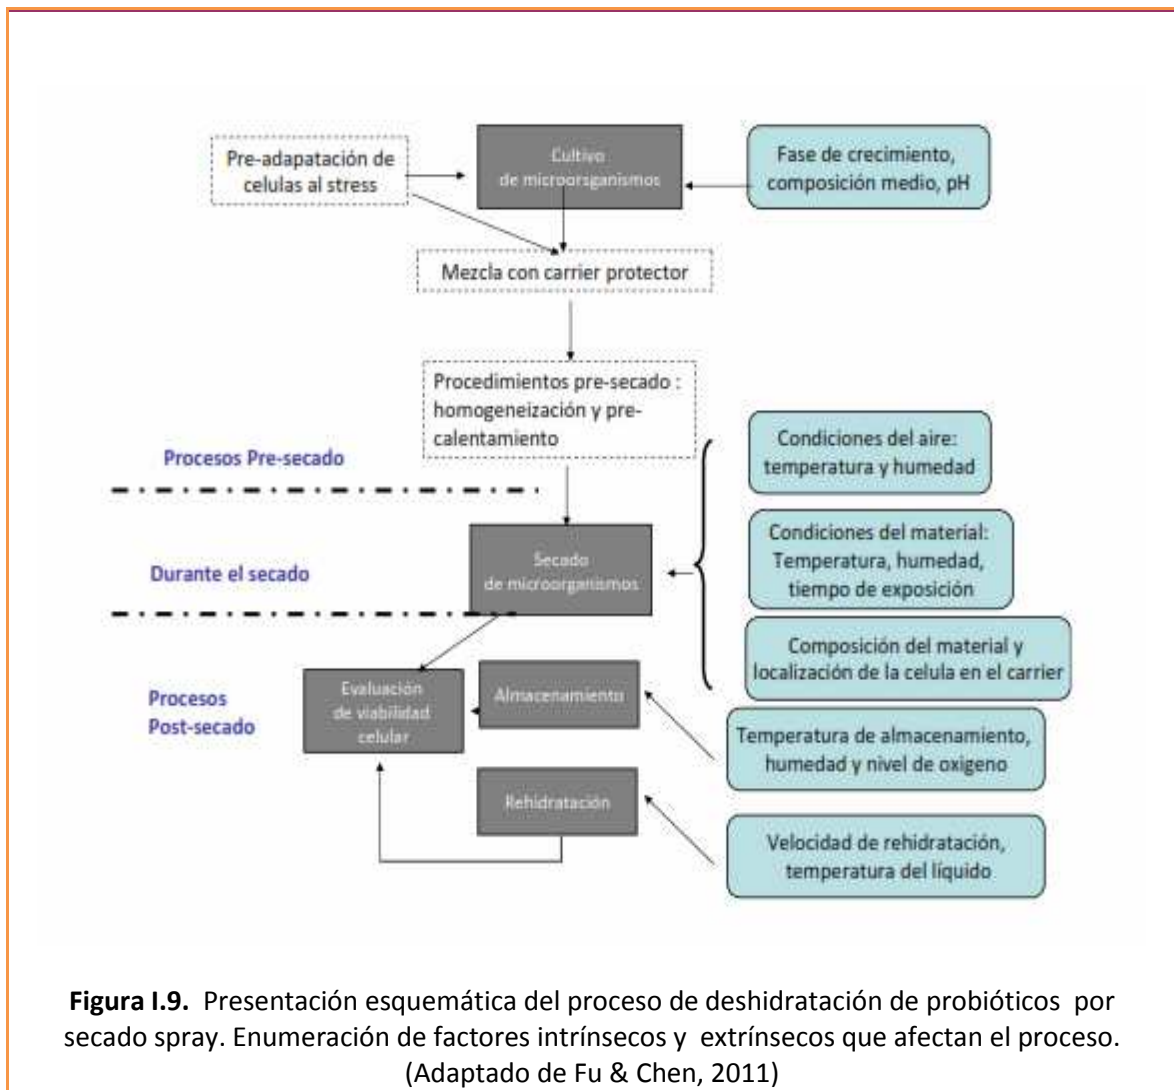 Pre-adapatación de
celulas al stress
Cultivo
de microorsganismos
Fase de crecimiento,
composición medio, pH
Mezcla con carrier protector
Procedimientos pre-secado :
homogeneización y pre-
calentamiento
Procesos Pre-secado
Condiciones del aire:
temperatura y humedad
Durante el secado
Secado
de microorganismos
Condiciones del material:
Temperatura, humedad,
tiempo de exposición
Composición del material y
localización de la celula en el carrier
Procesos
Post-secado
Evaluación
de viabilidad
celular
Almacenamiento
Temperatura de almacenamiento,
humedad y nivel de oxigeno
Rehidratación
Velocidad de rehidratación,
temperatura del líquido
Figura I.9. Presentación esquemática del proceso de deshidratación de probióticos por
secado spray. Enumeración de factores intrínsecos y extrínsecos que afectan el proceso.
(Adaptado de Fu & Chen, 2011)